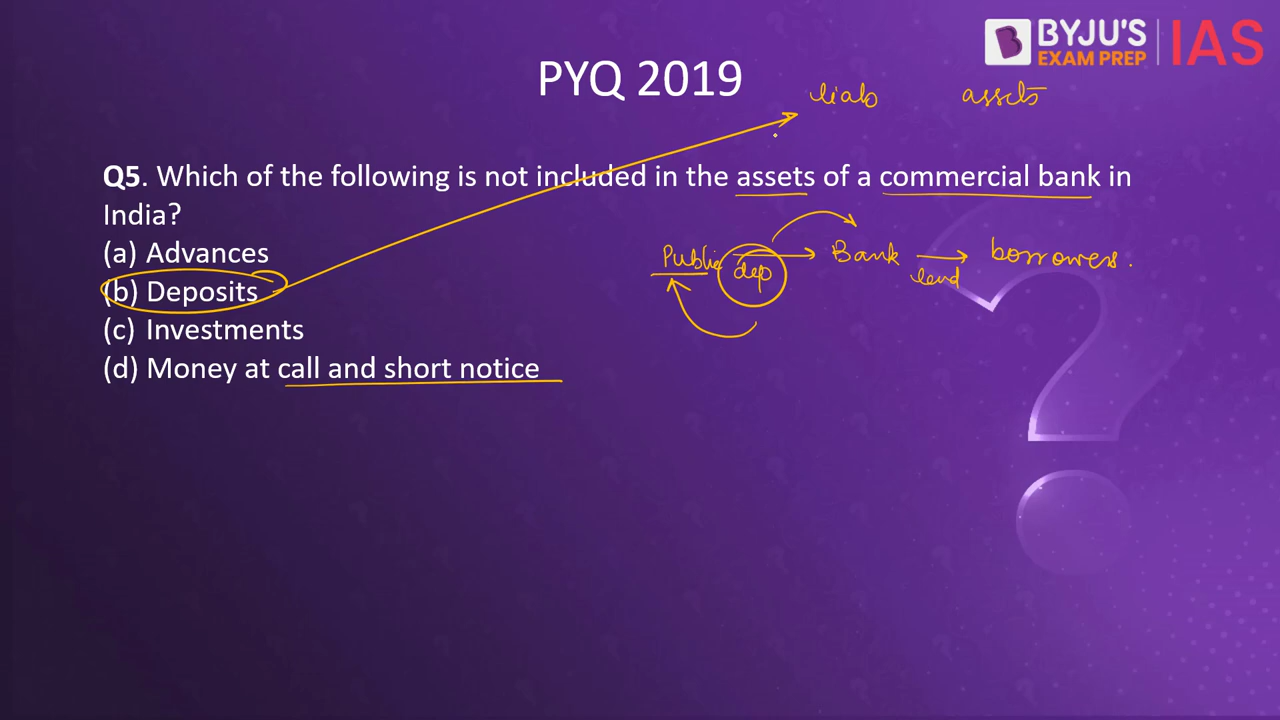 BYJU'S
EXAM PREP
IAS
PYQ 2019
liab assets
Q5. Which of the following is not included in the assets of a commercial bank in
India?
(a) Advances
Public dep Bank lend borrowers.
(b) Deposits
(c) Investments
(d) Money at call and short notice